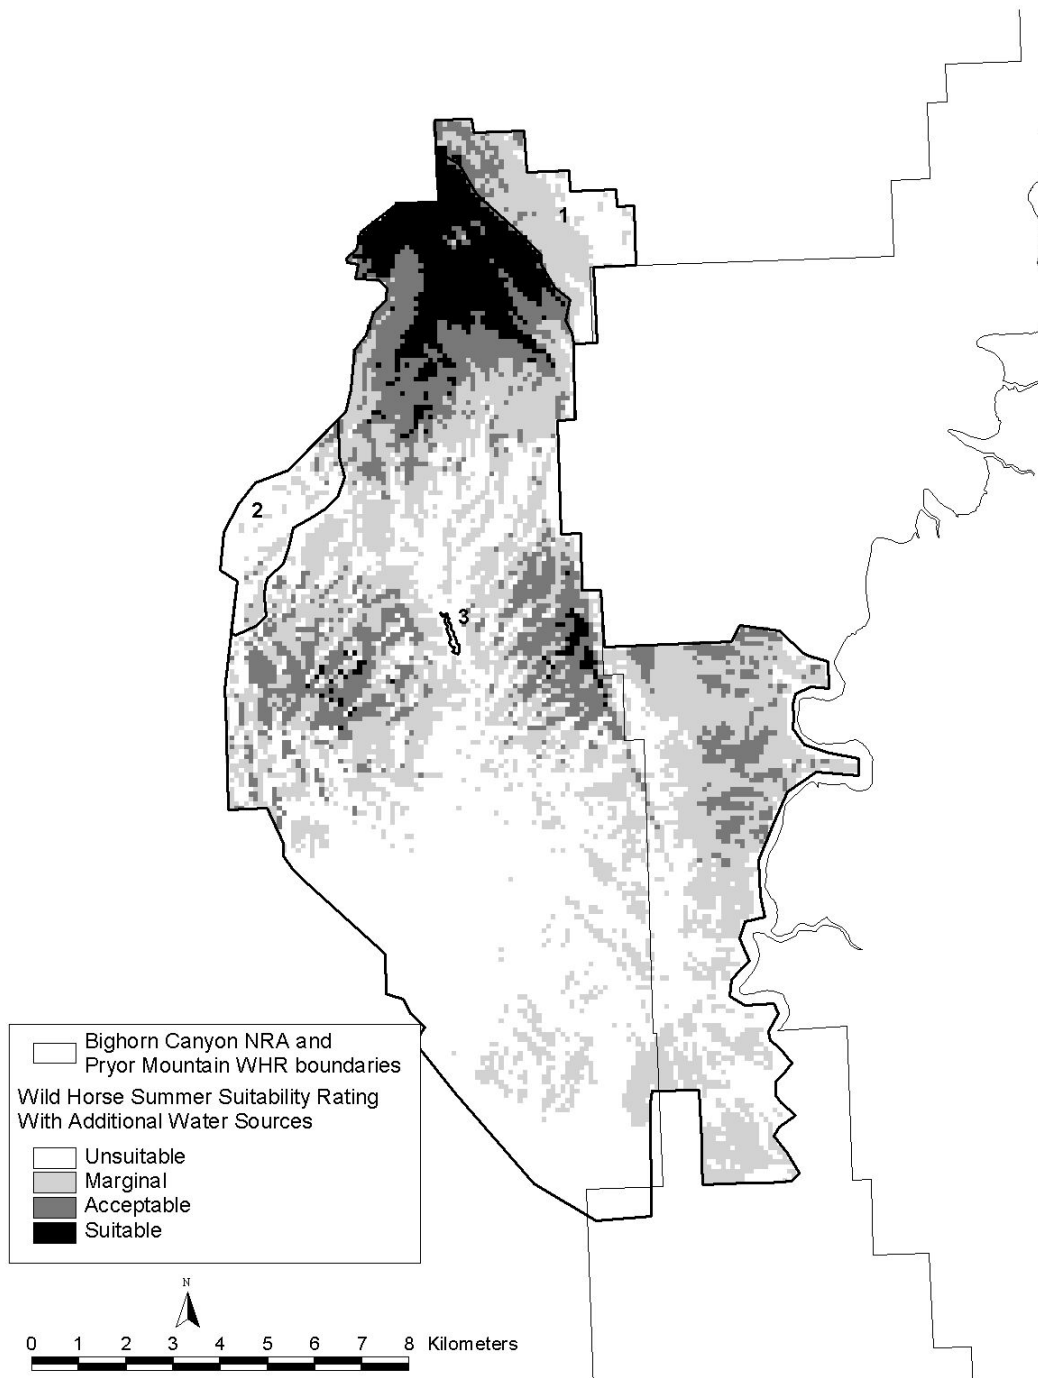 1
2
3
Bighorn Canyon NRA and
Pryor Mountain WHR boundaries
Wild Horse Summer Suitability Rating
With Additional Water Sources
Unsuitable
Marginal
Acceptable
Suitable
N
0 1 2 3 4 5 6 7 8 Kilometers